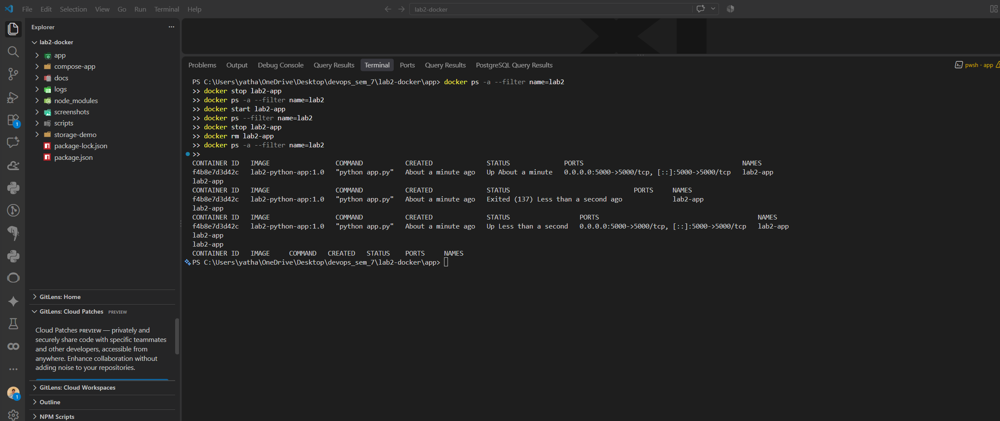 File Edit Selection View Go Run Terminal Help
lab2-docker
Explorer
lab2-docker
app
compose-app
docs
logs
node_modules
screenshots
scripts
storage-demo
package-lock.json
package.json
GitLens: Home
GitLens: Cloud Patches PREVIEW
Cloud Patches PREVIEW — privately and
securely share code with specific teammates
and other developers, accessible from
anywhere. Enhance collaboration without
adding noise to your repositories.
GitLens: Cloud Workspaces
Outline
NPM Scripts
1
1
Problems Output Debug Console Query Results Terminal Ports Query Results PostgreSQL Query Results
pwsh - app
PS C:\Users\yatha\OneDrive\Desktop\devops_sem_7\lab2-docker\app> docker ps -a --filter name=lab2
>> docker stop lab2-app
>> docker ps -a --filter name=lab2
>> docker start lab2-app
>> docker ps --filter name=lab2
>> docker stop lab2-app
>> docker rm lab2-app
>> docker ps -a --filter name=lab2
>>
CONTAINER ID IMAGE COMMAND CREATED STATUS PORTS NAMES
f4b8e7d3d42c lab2-python-app:1.0 "python app.py" About a minute ago Up About a minute 0.0.0.0:5000->5000/tcp, [::]:5000->5000/tcp lab2-app
lab2-app
CONTAINER ID IMAGE COMMAND CREATED STATUS PORTS NAMES
f4b8e7d3d42c lab2-python-app:1.0 "python app.py" About a minute ago Exited (137) Less than a second ago lab2-app
lab2-app
CONTAINER ID IMAGE COMMAND CREATED STATUS PORTS NAMES
f4b8e7d3d42c lab2-python-app:1.0 "python app.py" About a minute ago Up Less than a second 0.0.0.0:5000->5000/tcp, [::]:5000->5000/tcp lab2-app
lab2-app
lab2-app
CONTAINER ID IMAGE COMMAND CREATED STATUS PORTS NAMES
PS C:\Users\yatha\OneDrive\Desktop\devops_sem_7\lab2-docker\app>